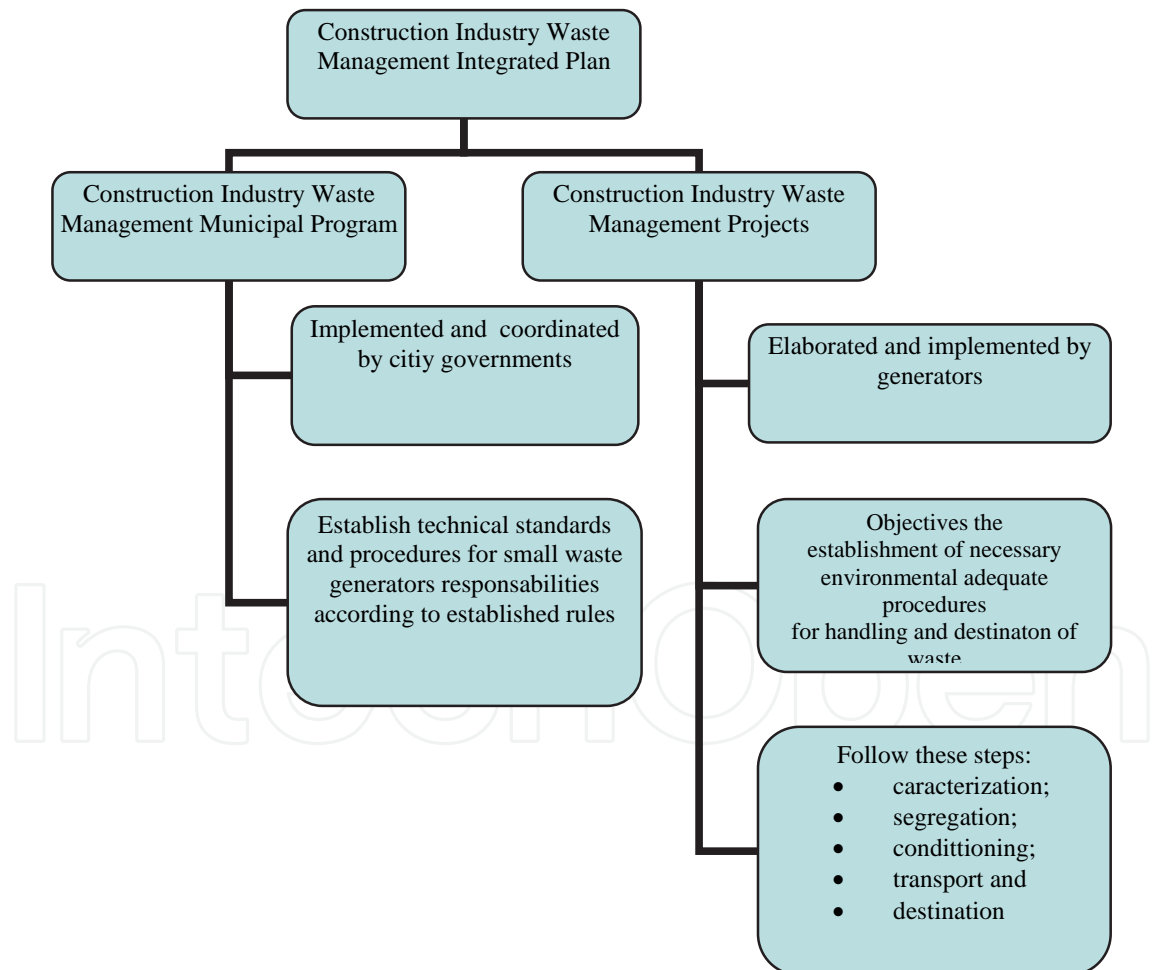 Construction Industry Waste
Management Integrated Plan
Construction Industry Waste
Management Municipal Program
Construction Industry Waste
Management Projects
Implemented and coordinated
by citiy governments
Elaborated and implemented by
generators
Establish technical standards
and procedures for small waste
generators responsabilities
according to established rules
Objectives the
establishment of necessary
environmental adequate
procedures
for handling and destinaton of
waste
Follow these steps:
• caracterization;
• segregation;
• condittioning;
• transport and
• destination
IntechOpen